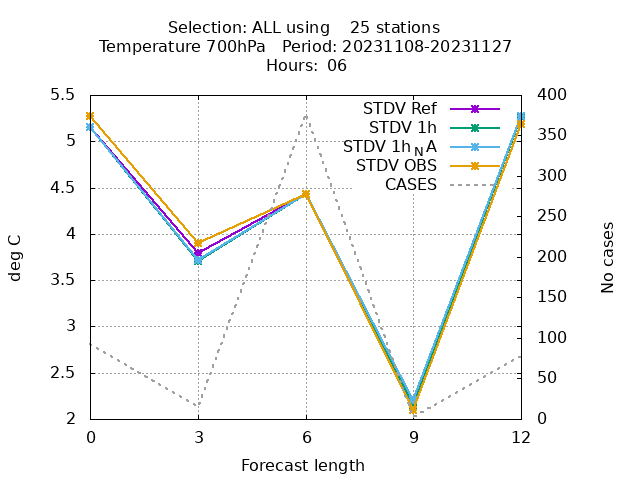 Selection: ALL using    25 stations
Temperature 700hPa   Period: 20231108-20231127
Hours: 06
5.5
5
4.5
4
3.5
3
2.5
2
deg C
STDV Ref
STDV 1h
STDV 1h_N A
STDV OBS
CASES
400
350
300
250
200
150
100
50
0
No cases
0 3 6 9 12
Forecast length